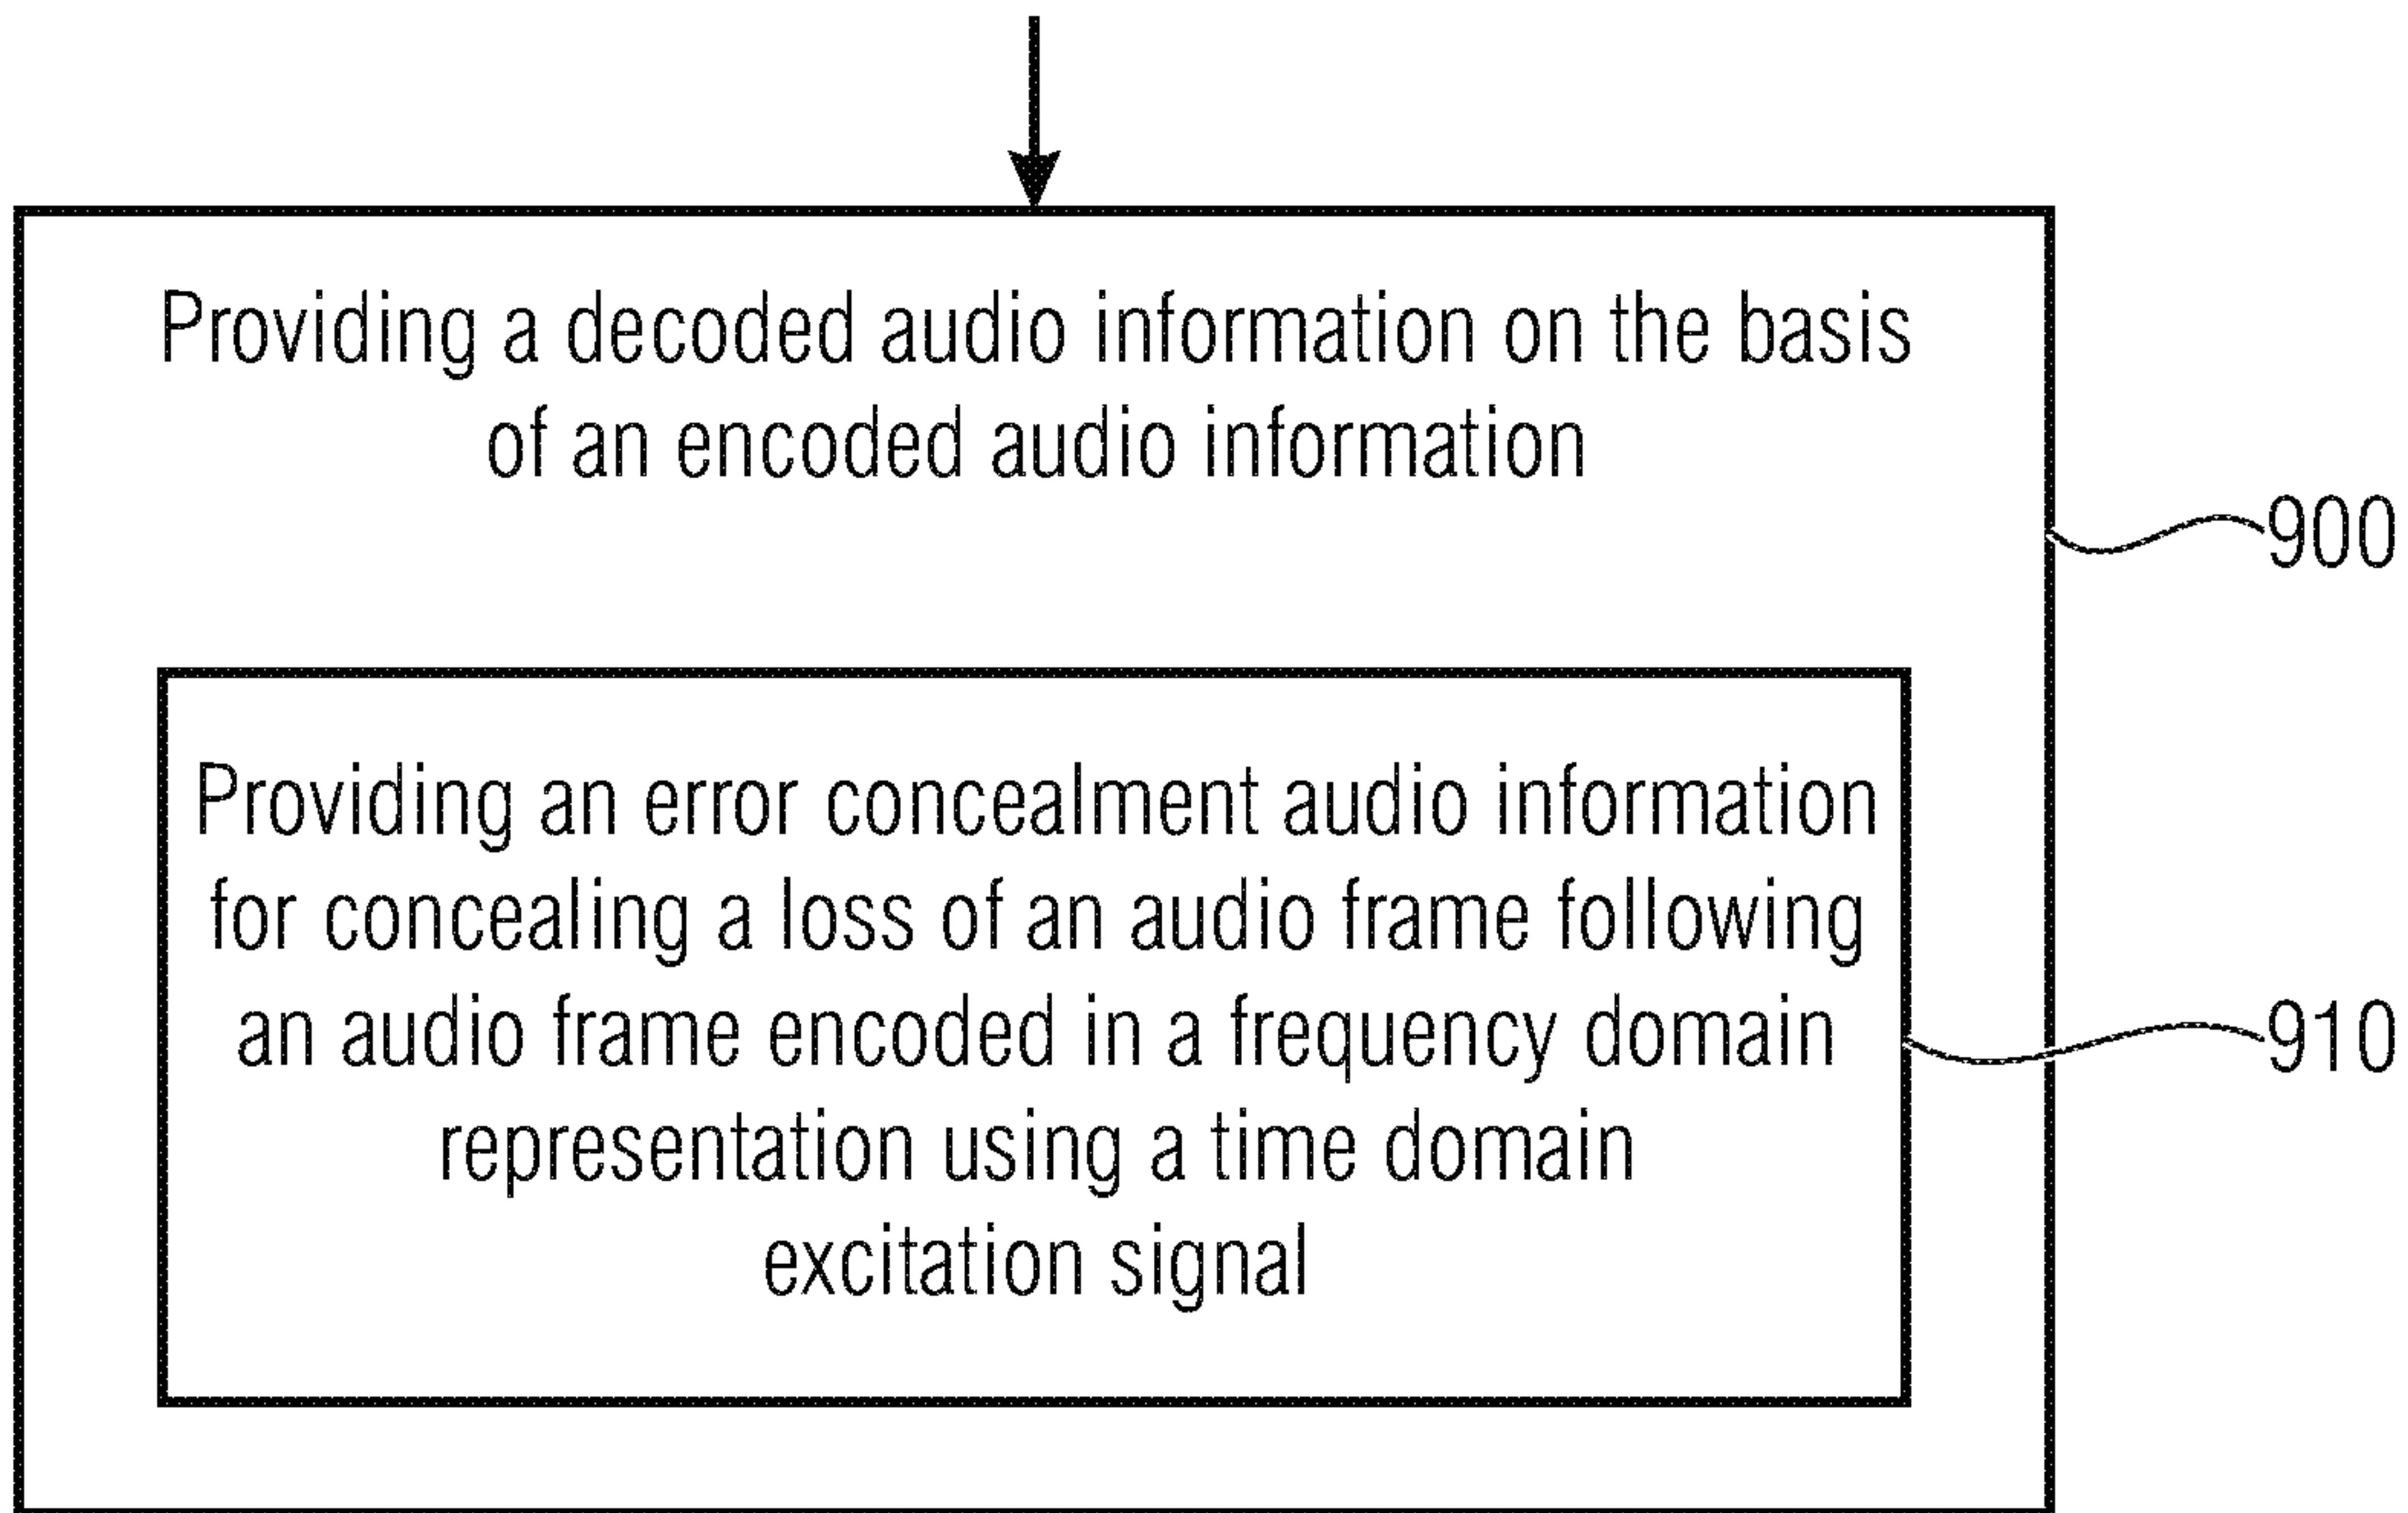 Providing a decoded audio information on the basis
of an encoded audio information
900
Providing an error concealment audio information
for concealing a loss of an audio frame following
an audio frame encoded in a frequency domain
representation using a time domain
excitation signal
910